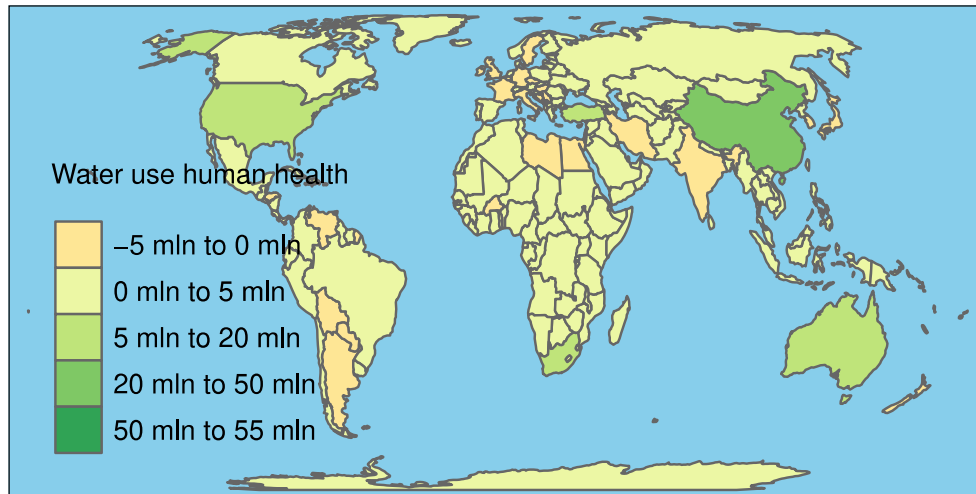 Water use human health
−5 mln to 0 mln
0 mln to 5 mln
5 mln to 20 mln
20 mln to 50 mln
50 mln to 55 mln